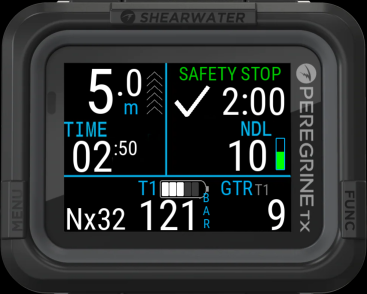 SHEARWATER
5.0 m
SAFETY STOP
2:00
TIME
02:50
NDL
10
T1
GTR T1
Nx32
121 BAR
9
PEREGRINE TX
MENU
FUNC